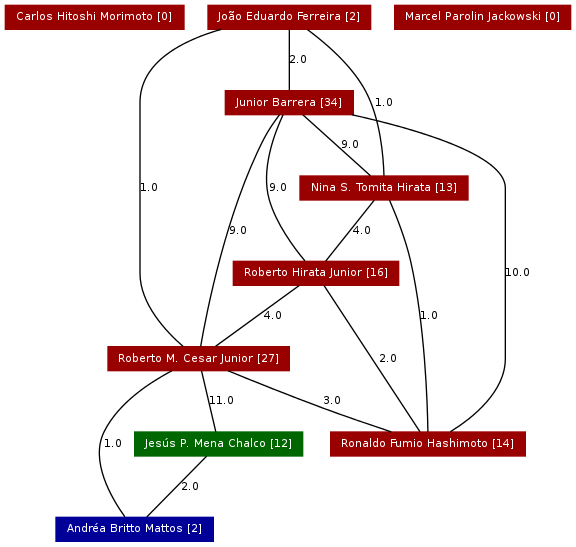 Carlos Hitoshi Morimoto [0]
João Eduardo Ferreira [2]
Marcel Parolin Jackowski [0]
2.0
Junior Barrera [34]
1.0
9.0
1.0
9.0
Nina S. Tomita Hirata [13]
9.0
4.0
Roberto Hirata Junior [16]
10.0
4.0
1.0
Roberto M. Cesar Junior [27]
2.0
11.0
3.0
1.0
Jesús P. Mena Chalco [12]
Ronaldo Fumio Hashimoto [14]
2.0
Andréa Britto Mattos [2]